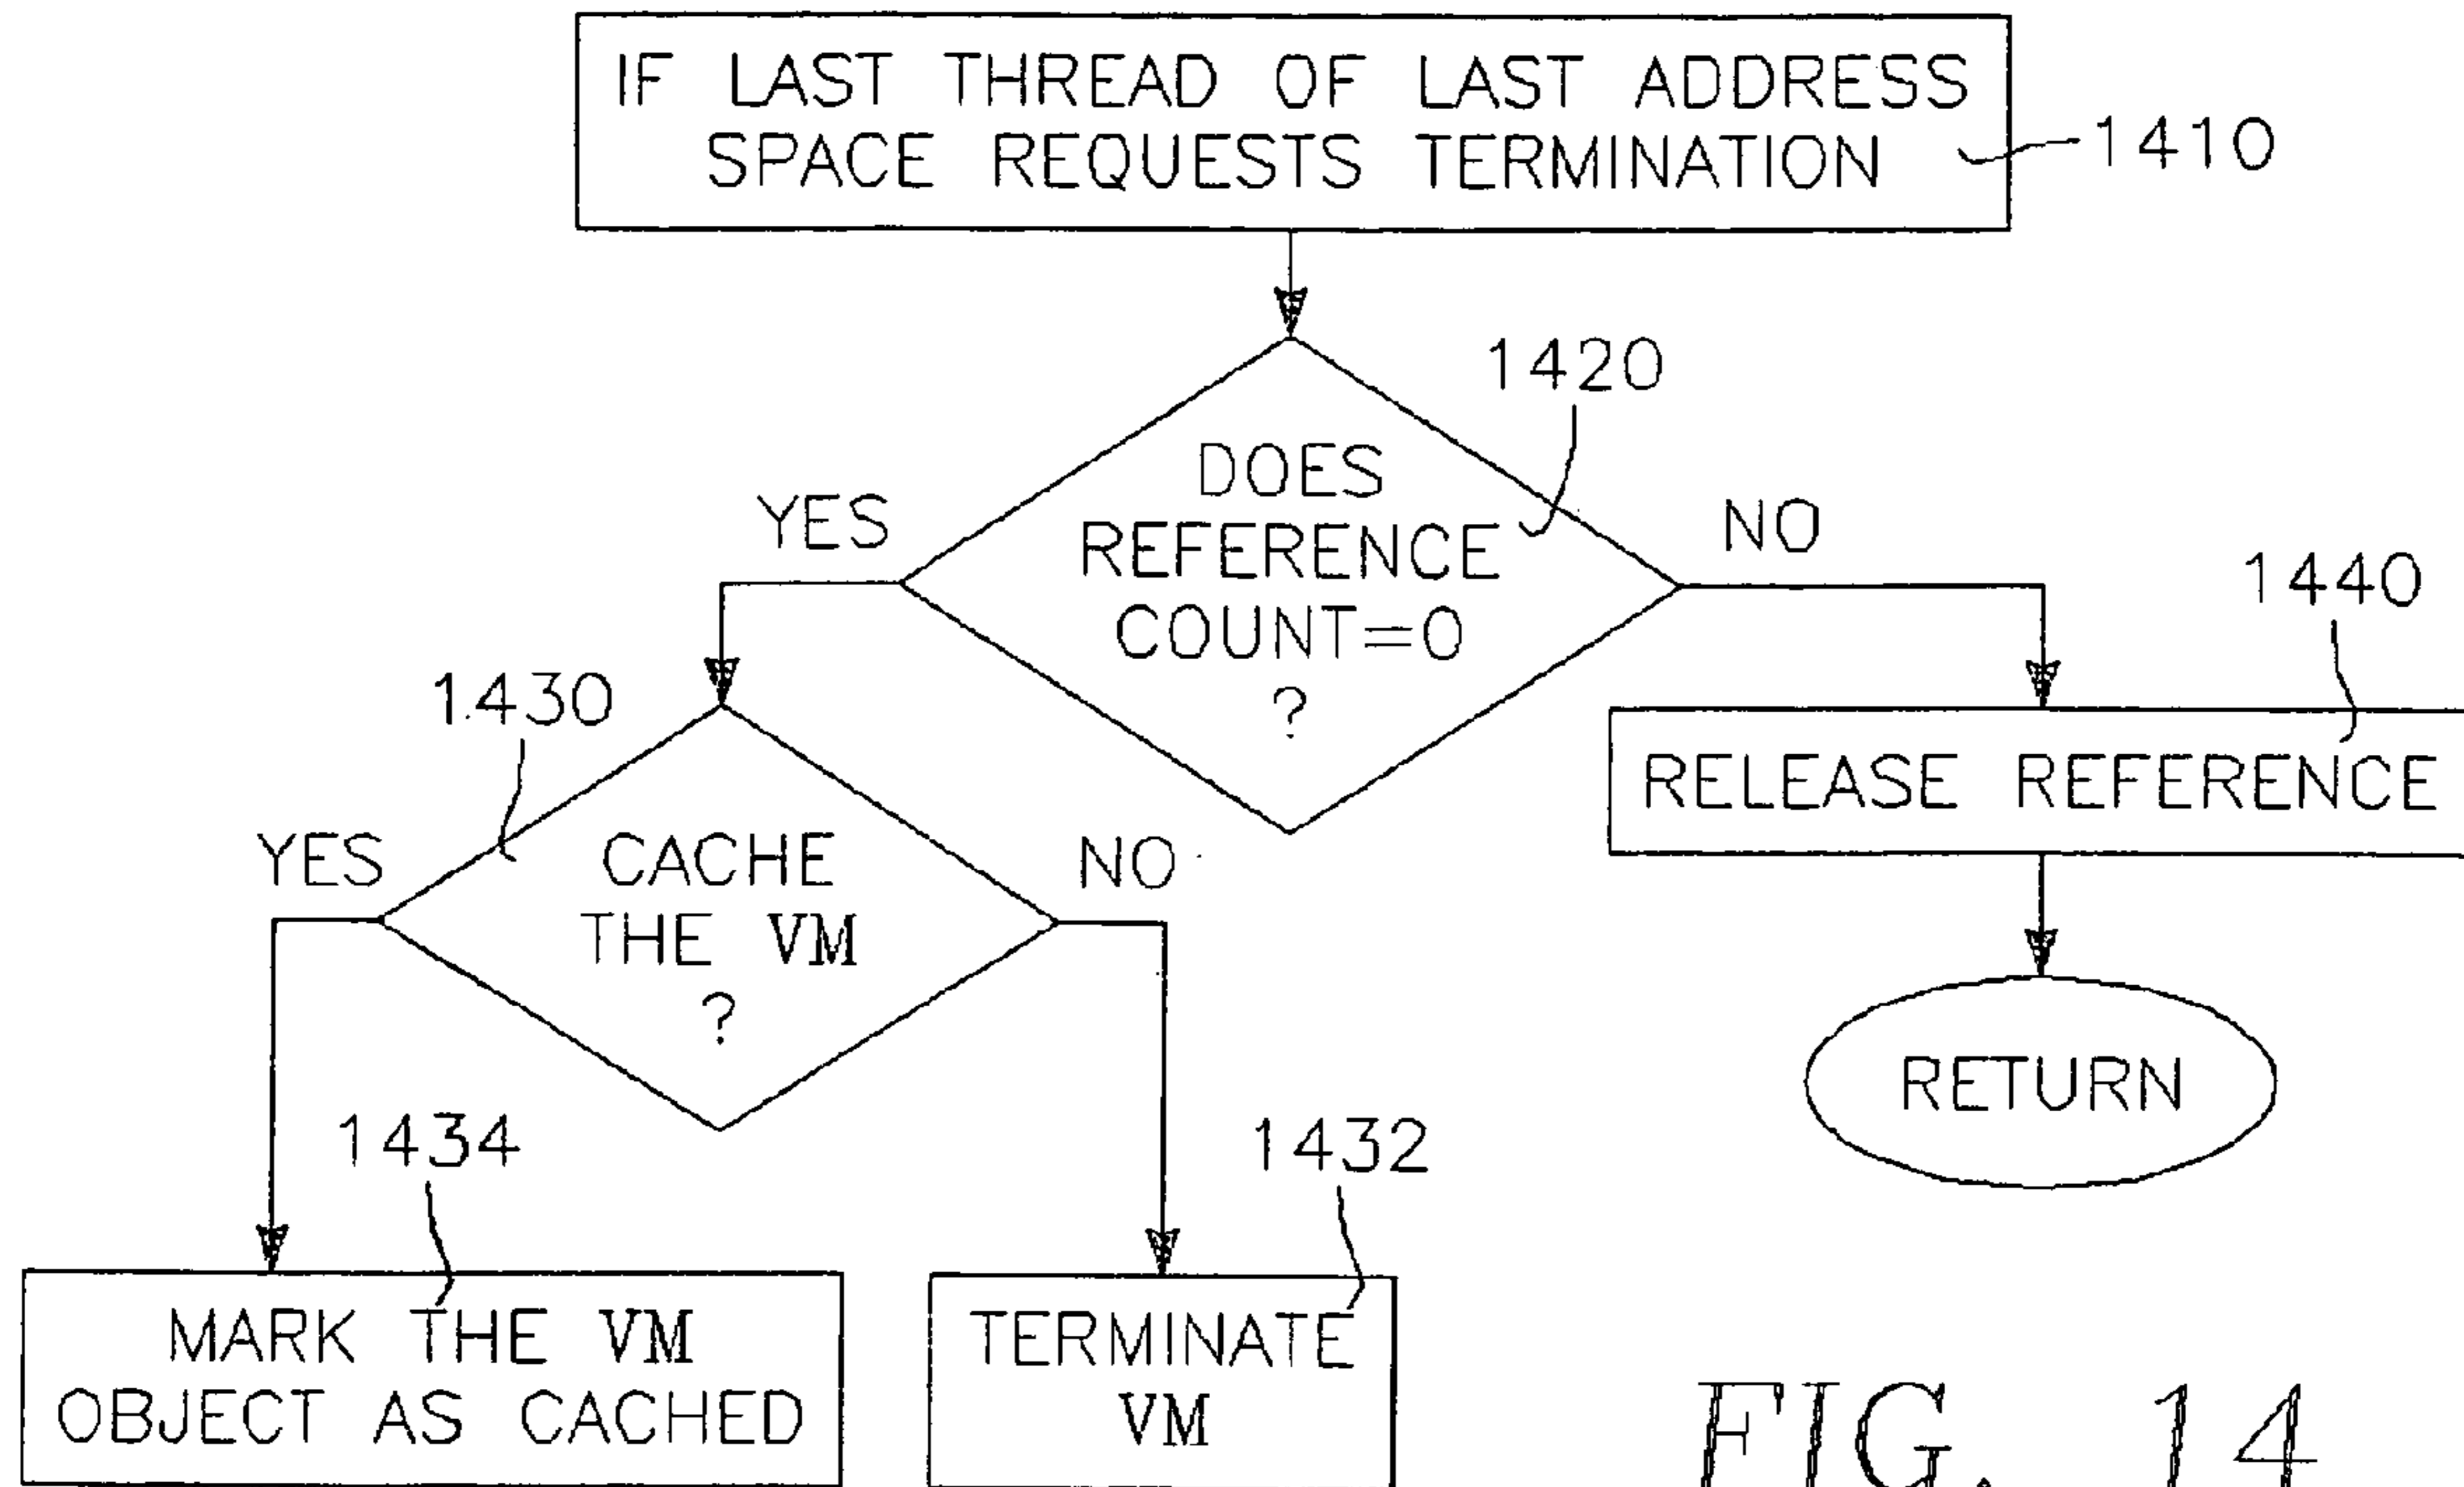 IF LAST THREAD OF LAST ADDRESS
SPACE REQUESTS TERMINATION
1410
1420
DOES
REFERENCE
COUNT=0
?
YES
NO
1440
RELEASE REFERENCE
RETURN
1430
CACHE
THE VM
?
YES
NO
1434
MARK THE VM
OBJECT AS CACHED
1432
TERMINATE
VM
FIG. 14